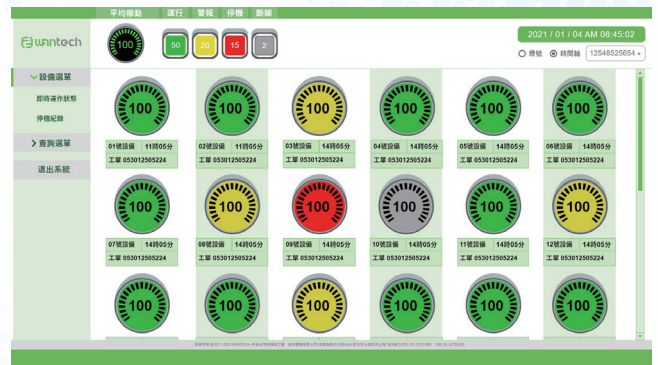 平均稼動 運行 警報 停機 斷線
wantech
100 50 20 15 2
2021 / 01 / 04 AM 08:45:02
燈號 時間軸 12548525654
設備選單
即時運作狀態
停機紀錄
查詢選單
退出系統
100 100 100 100 100 100
01號設備 11時05分 02號設備 11時05分 03號設備 14時05分 04號設備 14時05分 05號設備 14時05分 06號設備 14時05分
工單 053012505224 工單 053012505224 工單 053012505224 工單 053012505224 工單 053012505224 工單 053012505224
100 100 100 100 100 100
07號設備 14時05分 08號設備 14時05分 09號設備 14時05分 10號設備 14時05分 11號設備 14時05分 12號設備 14時05分
工單 053012505224 工單 053012505224 工單 053012505224 工單 053012505224 工單 053012505224 工單 053012505224
100 100 100 100 100 100